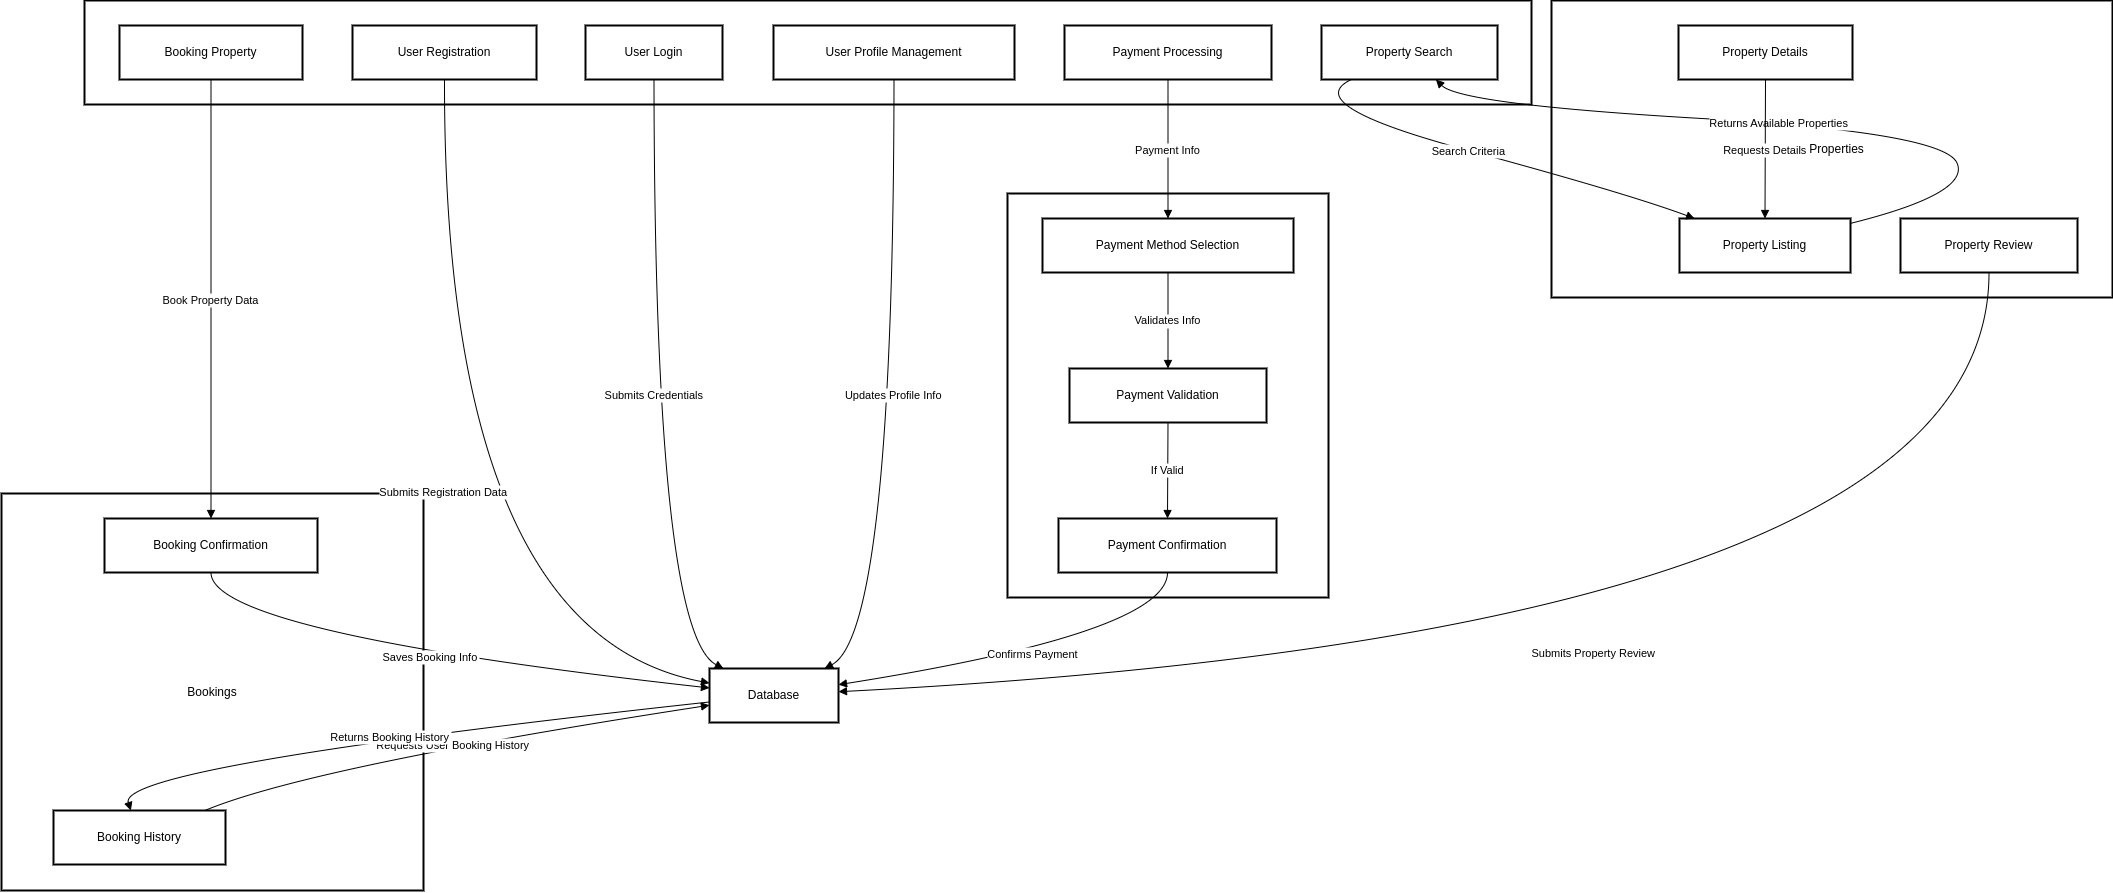 Booking Property
User Registration
User Login
User Profile Management
Payment Processing
Property Search
Property Details
Returns Available Properties
Payment Info
Search Criteria
Requests Details
Properties
Payment Method Selection
Property Listing
Property Review
Book Property Data
Validates Info
Submits Credentials
Updates Profile Info
Payment Validation
If Valid
Submits Registration Data
Booking Confirmation
Payment Confirmation
Saves Booking Info
Confirms Payment
Submits Property Review
Bookings
Database
Returns Booking History
Requests User Booking History
Booking History